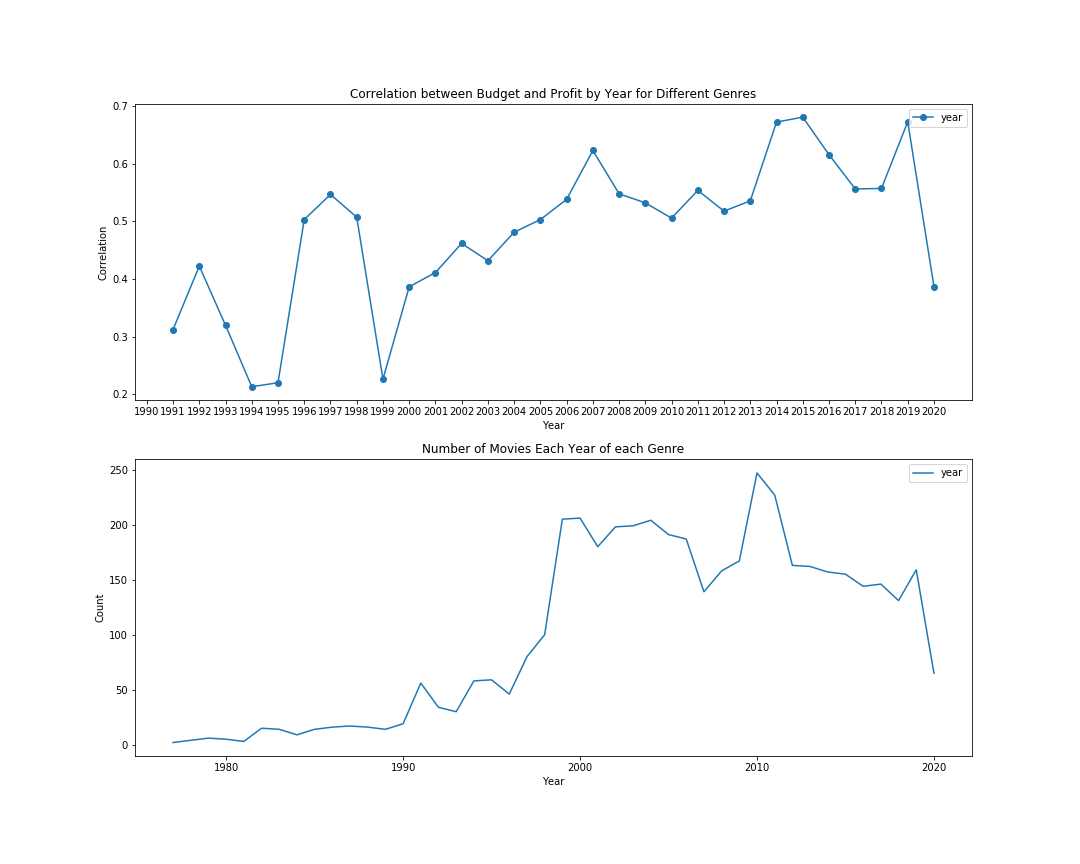 Correlation between Budget and Profit by Year for Different Genres
year
0.7
0.6
0.5
0.4
0.3
0.2
Correlation
1990 1991 1992 1993 1994 1995 1996 1997 1998 1999 2000 2001 2002 2003 2004 2005 2006 2007 2008 2009 2010 2011 2012 2013 2014 2015 2016 2017 2018 2019 2020
Year
Number of Movies Each Year of each Genre
year
250
200
150
100
50
0
Count
1980 1990 2000 2010 2020
Year